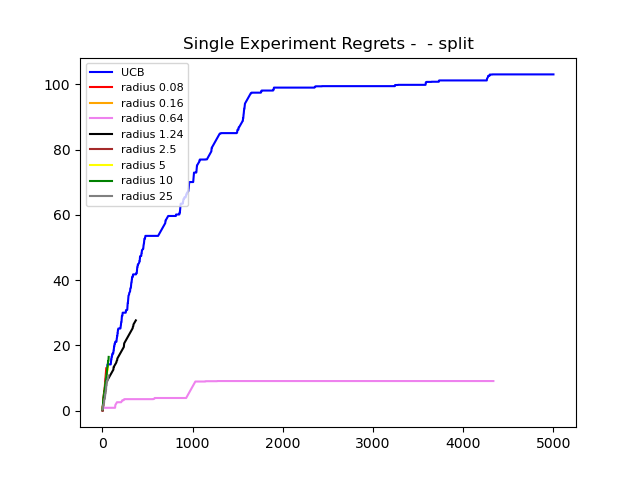 Single Experiment Regrets -  - split
UCB
radius 0.08
radius 0.16
radius 0.64
radius 1.24
radius 2.5
radius 5
radius 10
radius 25
100
80
60
40
20
0
0 1000 2000 3000 4000 5000